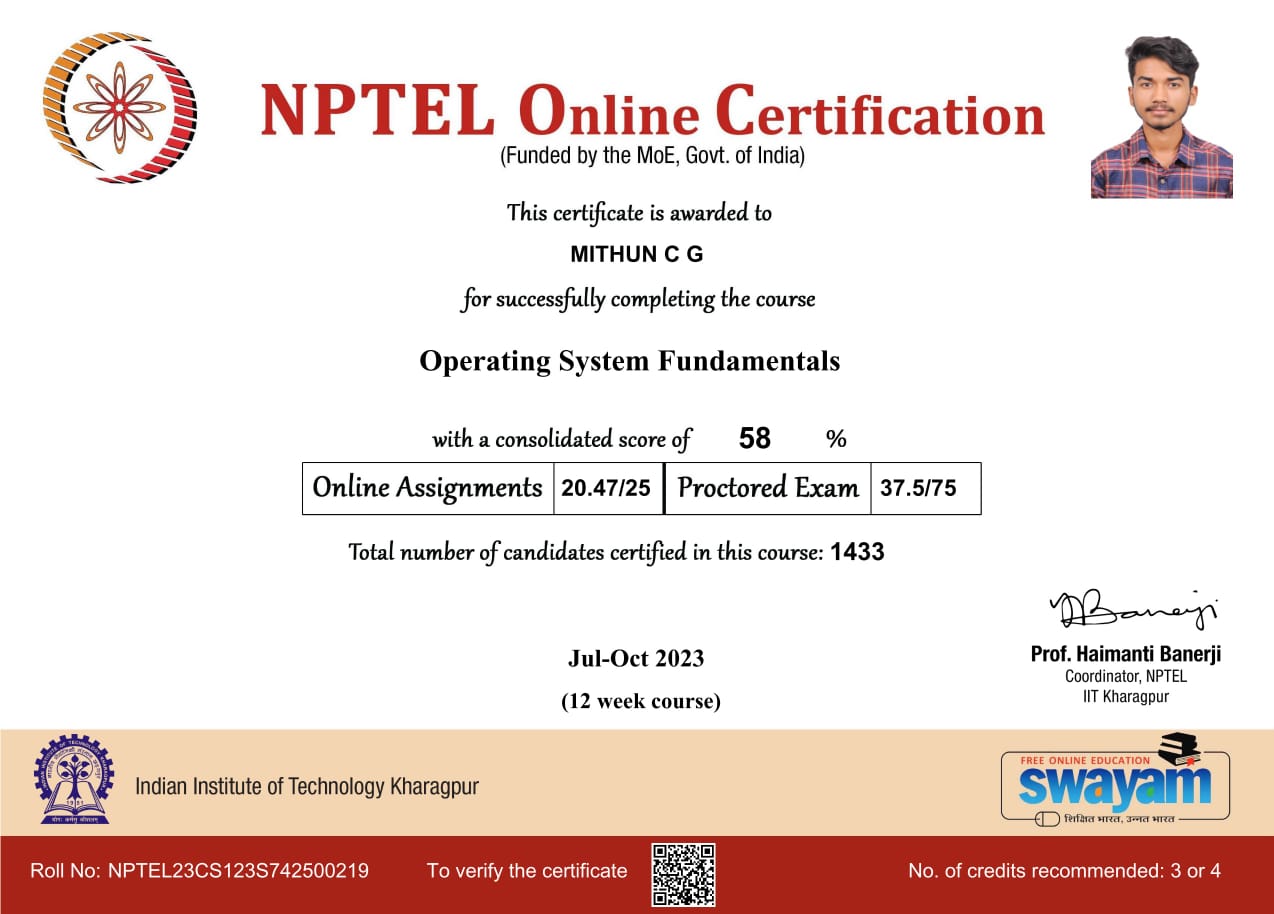 NPTEL Online Certification
(Funded by the MoE, Govt. of India)
This certificate is awarded to
MITHUN C G
for successfully completing the course
Operating System Fundamentals
with a consolidated score of 58 %
Online Assignments 20.47/25 Proctored Exam 37.5/75
Total number of candidates certified in this course: 1433
Prof. Haimanti Banerji
Coordinator, NPTEL
IIT Kharagpur
Jul-Oct 2023
(12 week course)
Indian Institute of Technology Kharagpur
1951
योगः कर्मसु कौशलम्
FREE ONLINE EDUCATION
swayam
शिक्षित भारत, उन्नत भारत
Roll No: NPTEL23CS123S742500219 To verify the certificate No. of credits recommended: 3 or 4